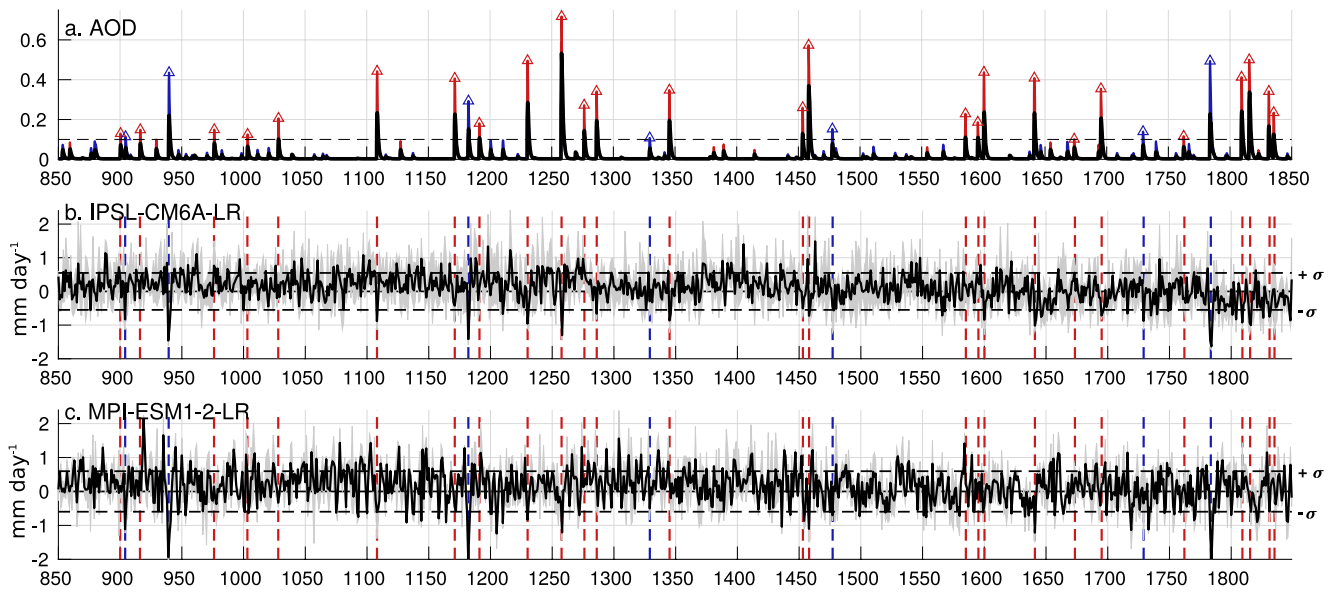 a. AOD
0.6
0.4
0.2
0
850 900 950 1000 1050 1100 1150 1200 1250 1300 1350 1400 1450 1500 1550 1600 1650 1700 1750 1800 1850
b. IPSL-CM6A-LR
mm day-1
2
1
0
-1
-2
+ σ
-σ
850 900 950 1000 1050 1100 1150 1200 1250 1300 1350 1400 1450 1500 1550 1600 1650 1700 1750 1800
c. MPI-ESM1-2-LR
mm day-1
2
1
0
-1
-2
+ σ
-σ
850 900 950 1000 1050 1100 1150 1200 1250 1300 1350 1400 1450 1500 1550 1600 1650 1700 1750 1800